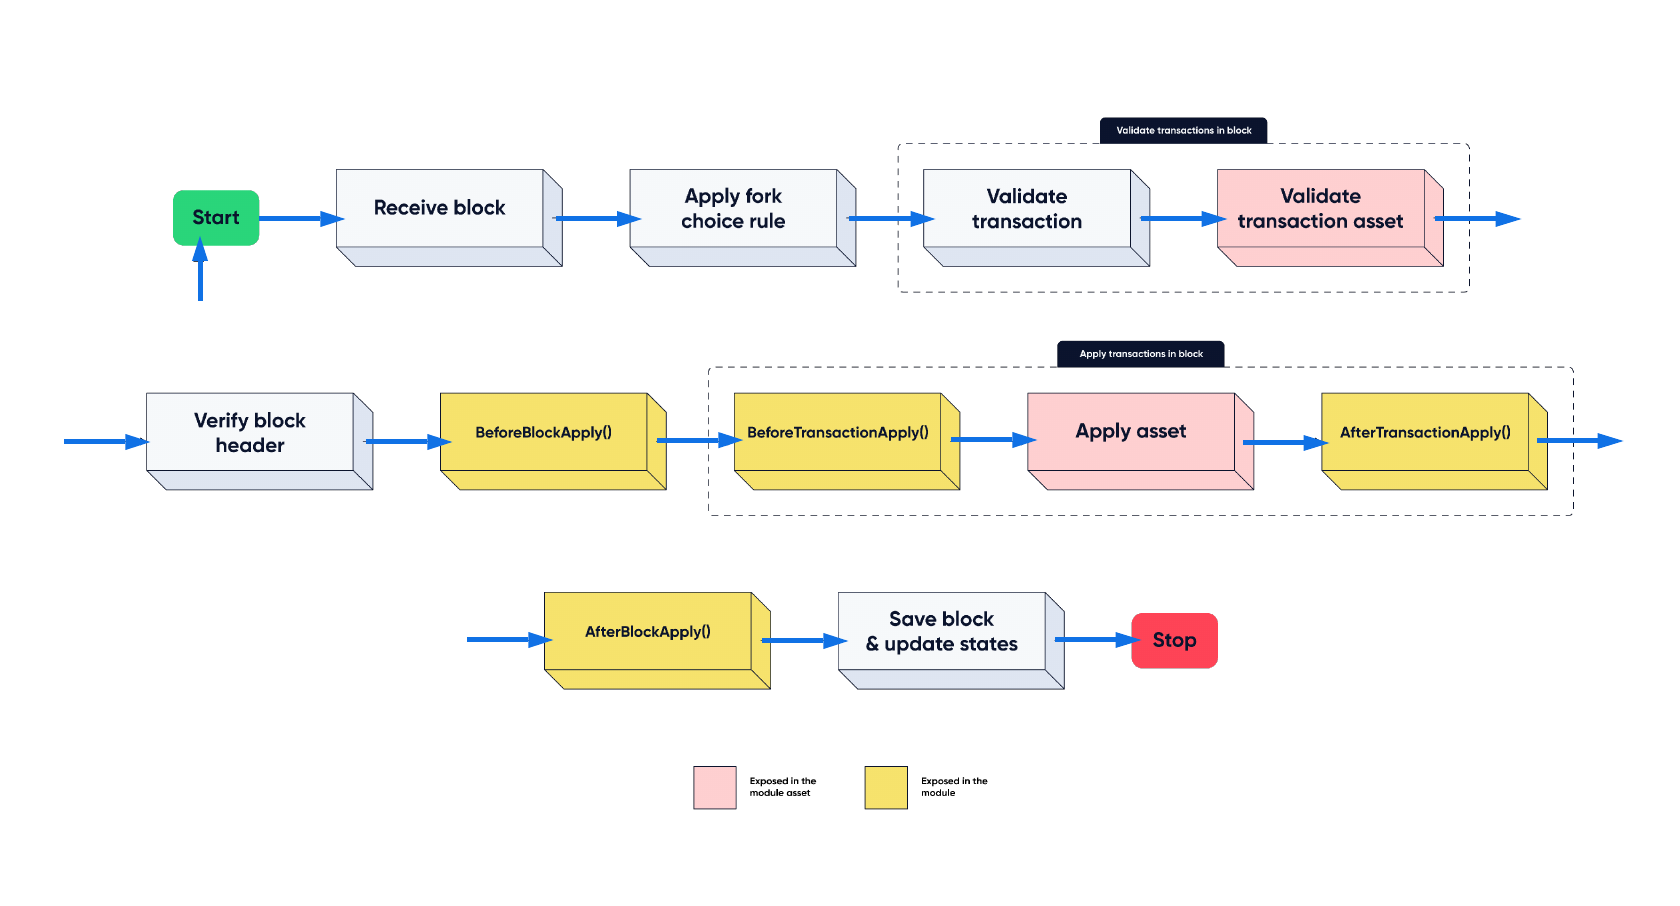 Validate transactions in block
Start
Receive block
Apply fork
choice rule
Validate
transaction
Validate
transaction asset
Apply transactions in block
Verify block
header
BeforeBlockApply()
BeforeTransactionApply()
Apply asset
AfterTransactionApply()
AfterBlockApply()
Save block
& update states
Stop
Exposed in the
module asset
Exposed in the
module